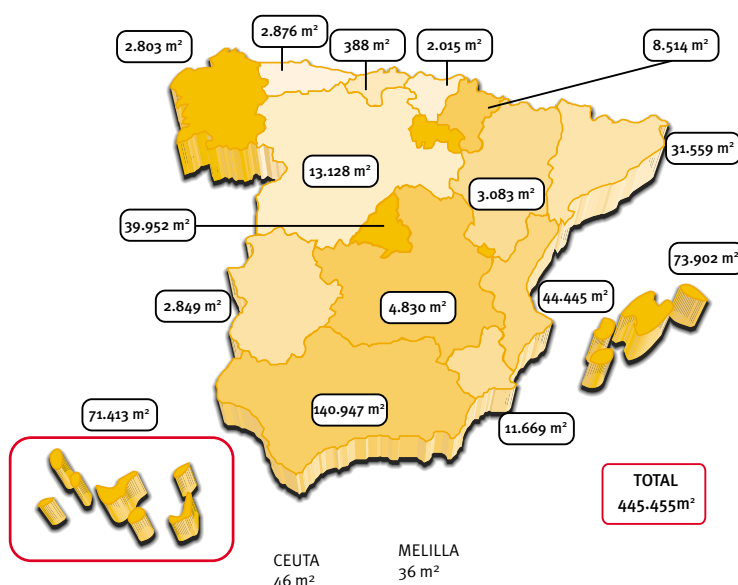 2.803 m²
2.876 m²
388 m²
2.015 m²
8.514 m²
31.559 m²
13.128 m²
3.083 m²
39.952 m²
73.902 m²
2.849 m²
4.830 m²
44.445 m²
71.413 m²
140.947 m²
11.669 m²
TOTAL
445.455m²
CEUTA
46 m²
MELILLA
36 m²